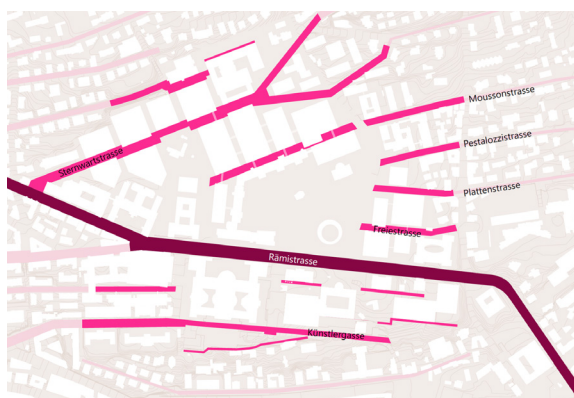 Moussonstrasse
Pestalozzistrasse
Sternwartstrasse
Plattenstrasse
Freiestrasse
Rämistrasse
Künstlergasse